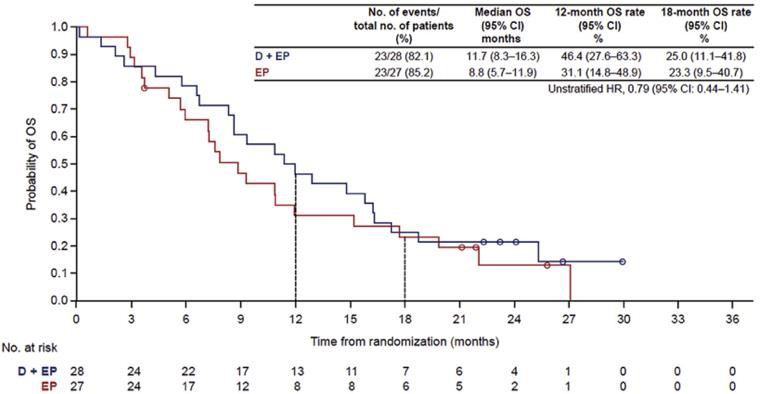 No. of events/ Median OS 12-month OS rate 18-month OS rate
total no. of patients (95% CI) (95% CI) (95% CI)
(%) months % %
D + EP 23/28 (82.1) 11.7 (8.3–16.3) 46.4 (27.6–63.3) 25.0 (11.1–41.8)
EP 23/27 (85.2) 8.8 (5.7–11.9) 31.1 (14.8–48.9) 23.3 (9.5–40.7)
Unstratified HR, 0.79 (95% CI: 0.44–1.41)
Probability of OS
1.0
0.9
0.8
0.7
0.6
0.5
0.4
0.3
0.2
0.1
0.0
0 3 6 9 12 15 18 21 24 27 30 33 36
Time from randomization (months)
No. at risk
D + EP 28 24 22 17 13 11 7 6 4 1 0 0 0
EP 27 24 17 12 8 8 6 5 2 1 0 0 0